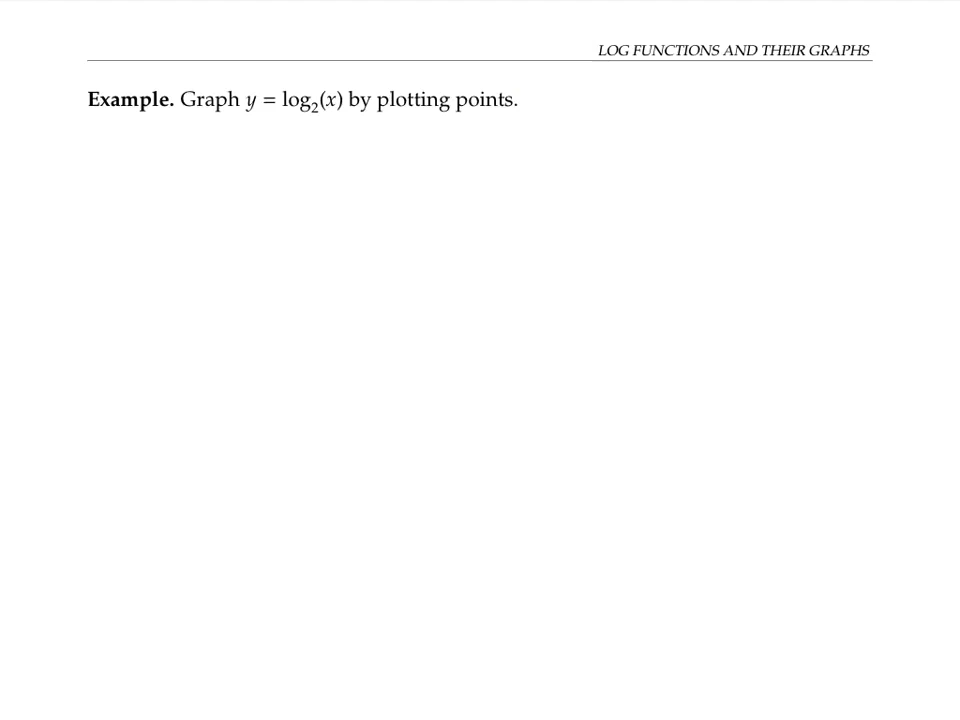 LOG FUNCTIONS AND THEIR GRAPHS
Example. Graph y = log₂(x) by plotting points.